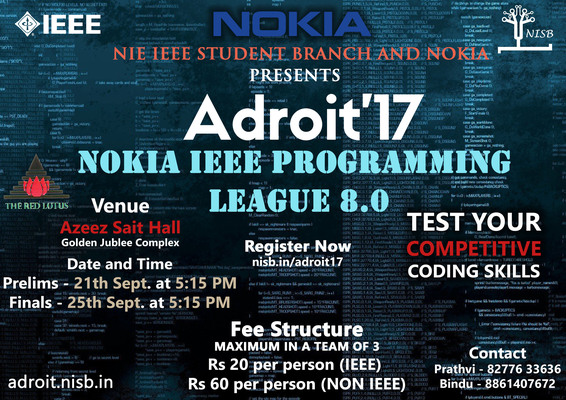 IEEE
NOKIA
NISB
NIE IEEE STUDENT BRANCH AND NOKIA
PRESENTS
Adroit'17
NOKIA IEEE PROGRAMMING
LEAGUE 8.0
THE RED LOTUS
Venue
Azeez Sait Hall
Golden Jublee Complex
Date and Time
Prelims - 21th Sept. at 5:15 PM
Finals - 25th Sept. at 5:15 PM
Register Now
nisb.in/adroit17
TEST YOUR
COMPETITIVE
CODING SKILLS
Fee Structure
MAXIMUM IN A TEAM OF 3
Rs 20 per person (IEEE)
Rs 60 per person (NON IEEE)
Contact
Prathvi - 82776 33636
Bindu - 8861407672
adroit.nisb.in